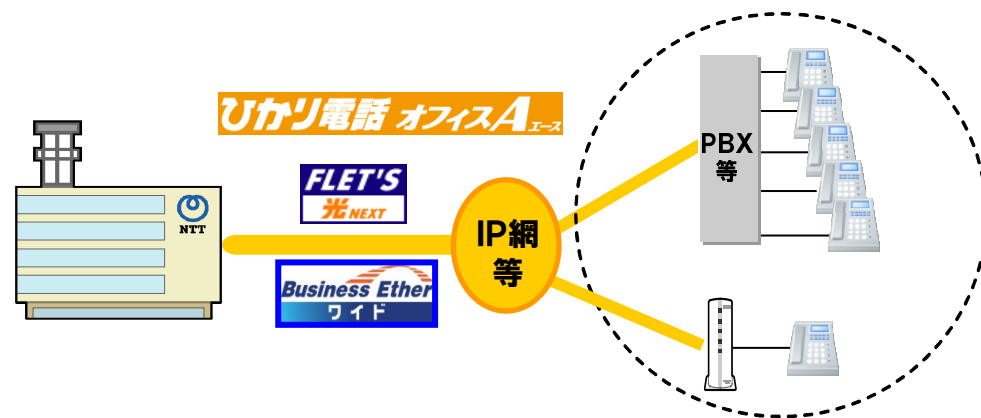 ひかり電話 オフィスA エース
FLET'S
光 NEXT
NTT
IP網
等
Business Ether
ワイド
PBX
等